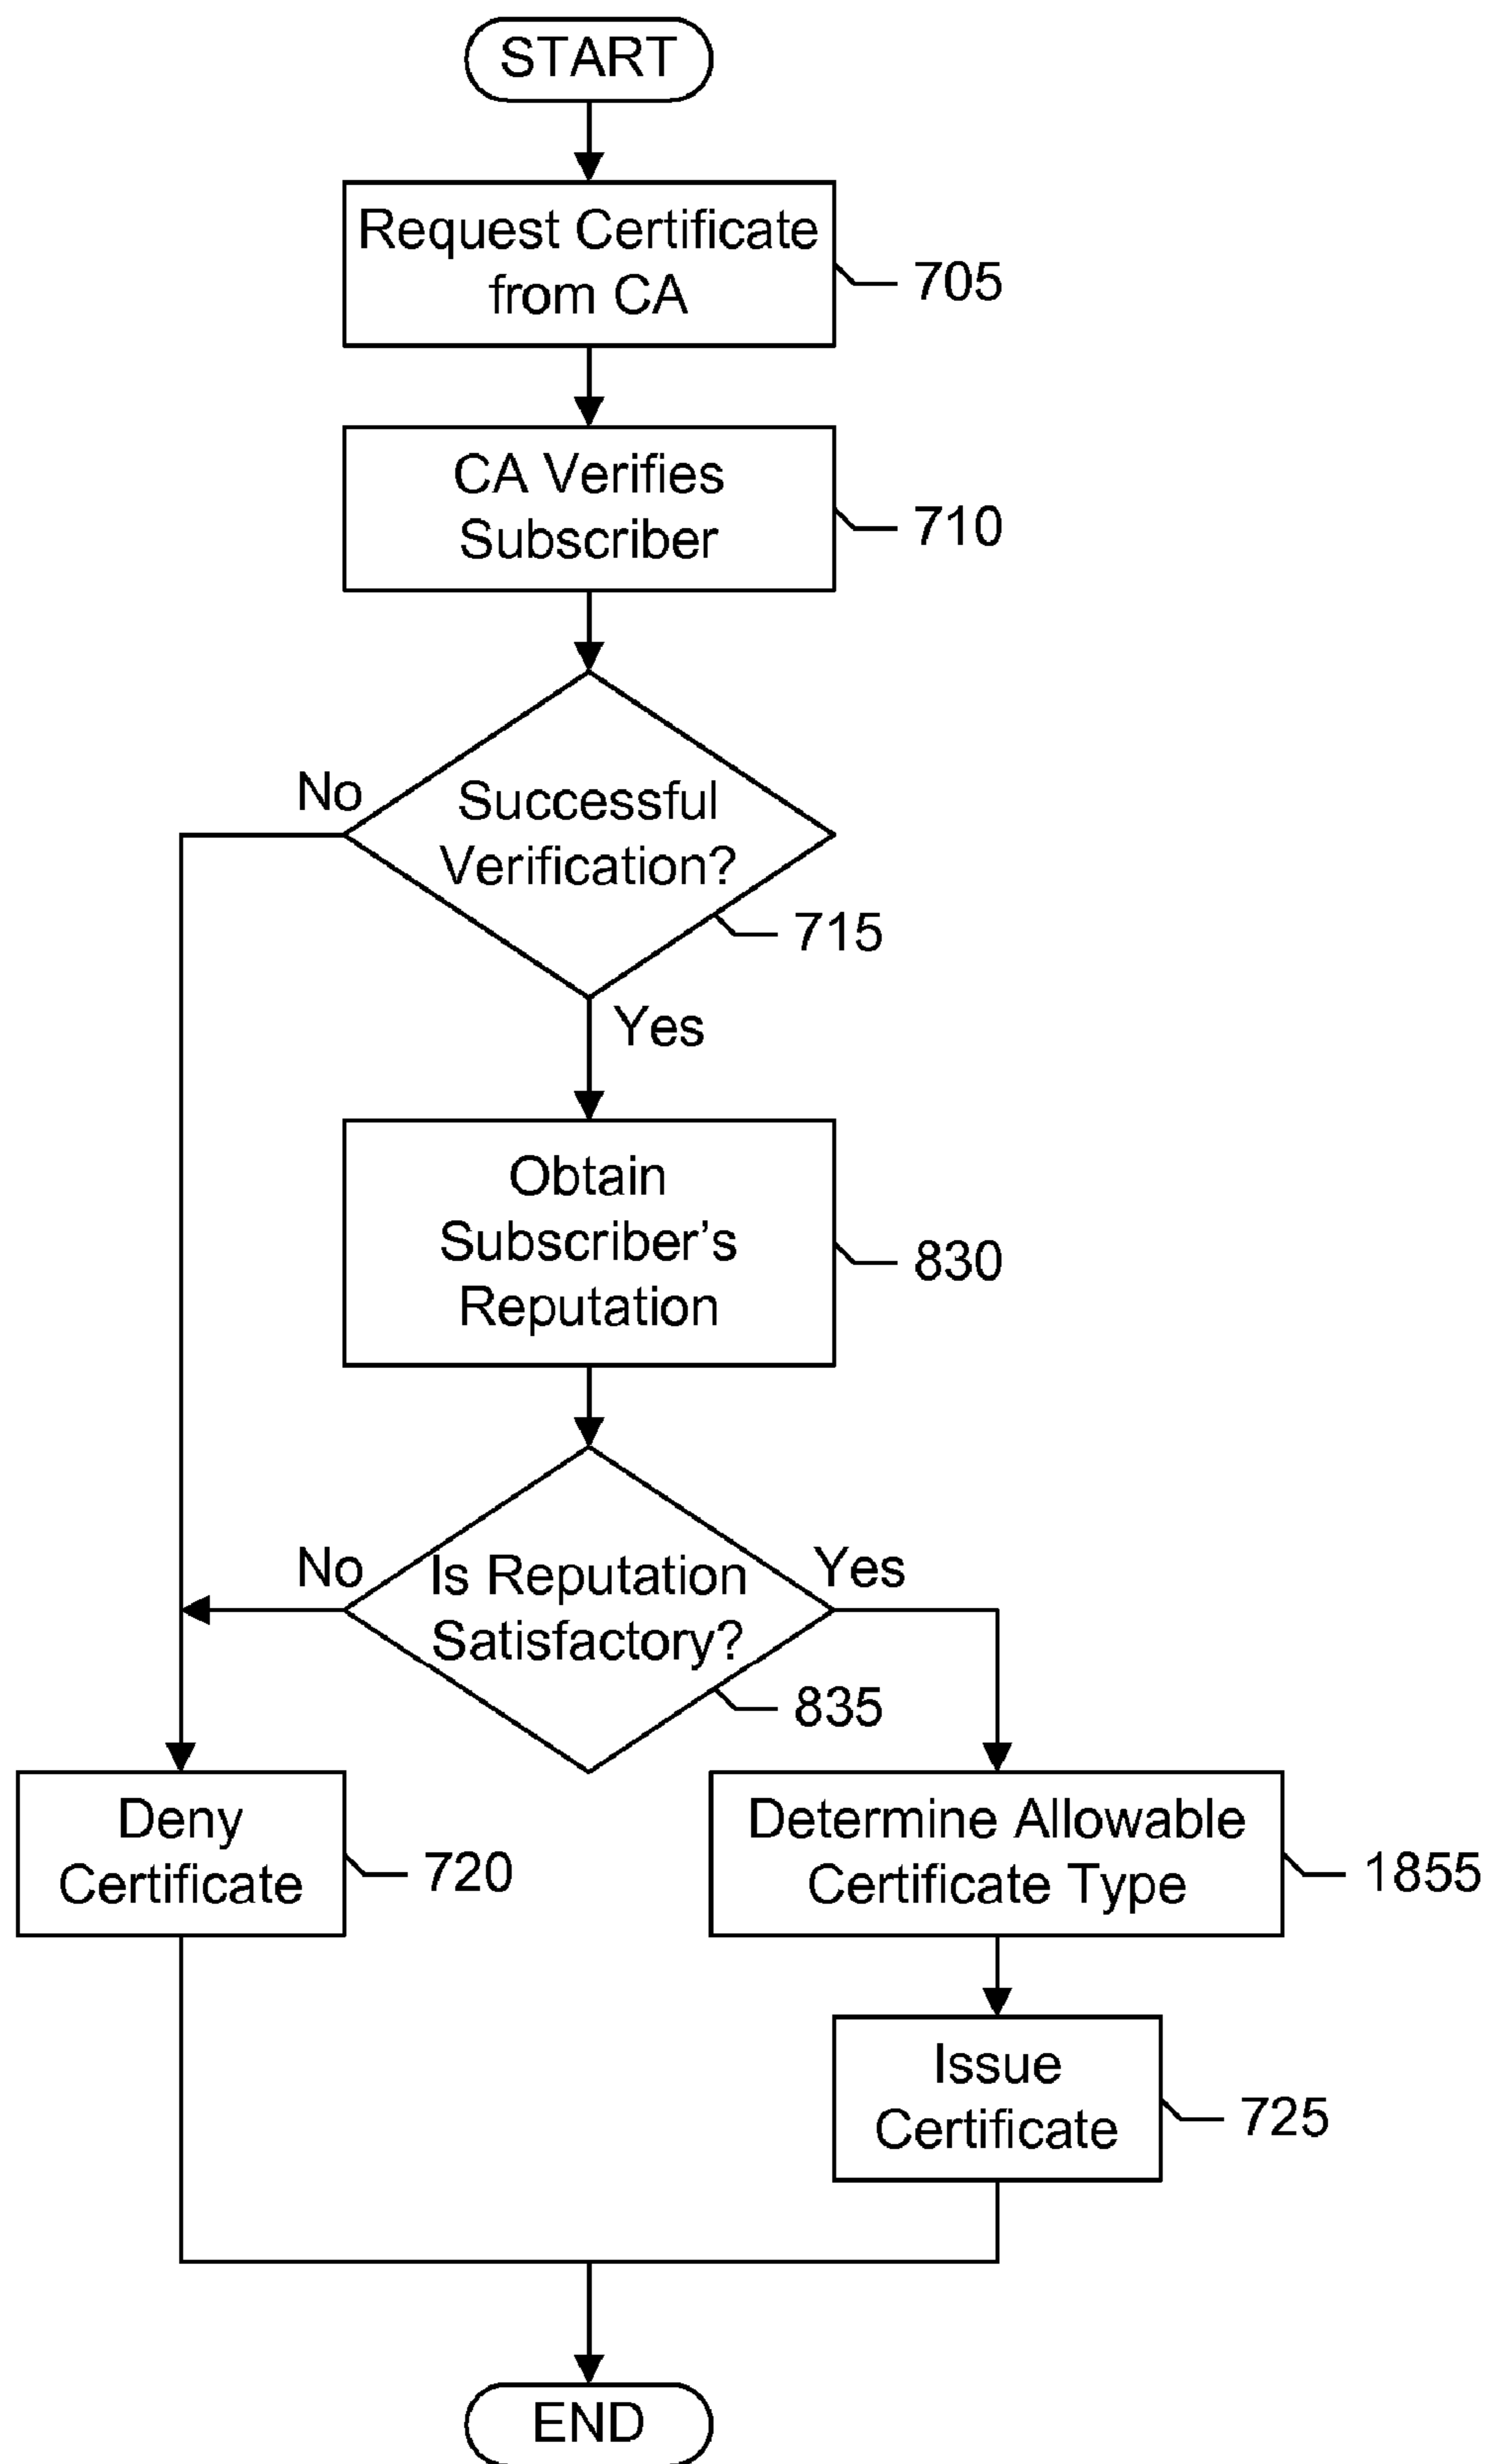 START
Request Certificate
from CA
705
CA Verifies
Subscriber
710
No
Successful
Verification?
715
Yes
Obtain
Subscriber’s
Reputation
830
No
Is Reputation
Satisfactory?
Yes
835
Deny
Certificate
720
Determine Allowable
Certificate Type
1855
Issue
Certificate
725
END